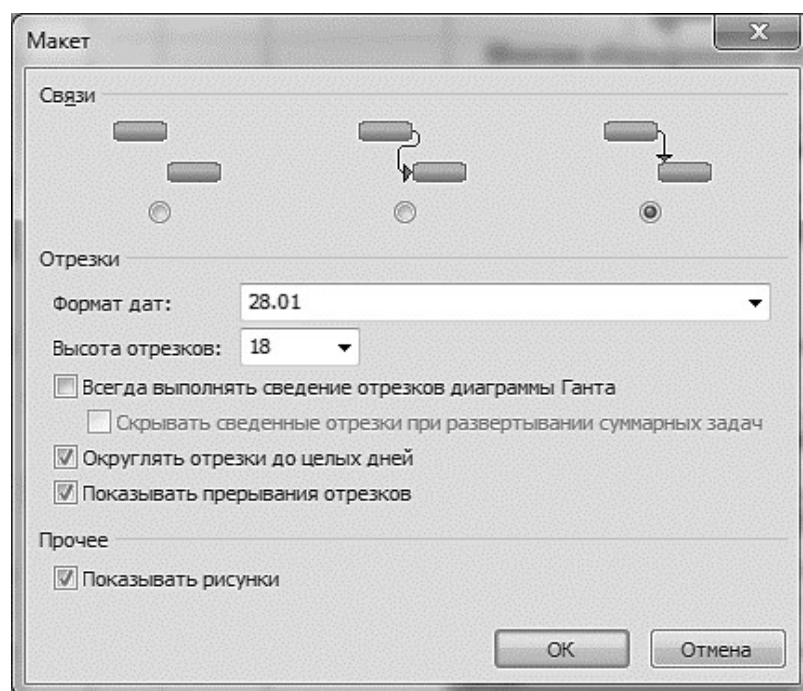 Макет
Связи
Отрезки
Формат дат: 28.01
Высота отрезков: 18
Всегда выполнять сведение отрезков диаграммы Ганта
Скрывать сведенные отрезки при развертывании суммарных задач
Округлять отрезки до целых дней
Показывать прерывания отрезков
Прочее
Показывать рисунки
ОК Отмена